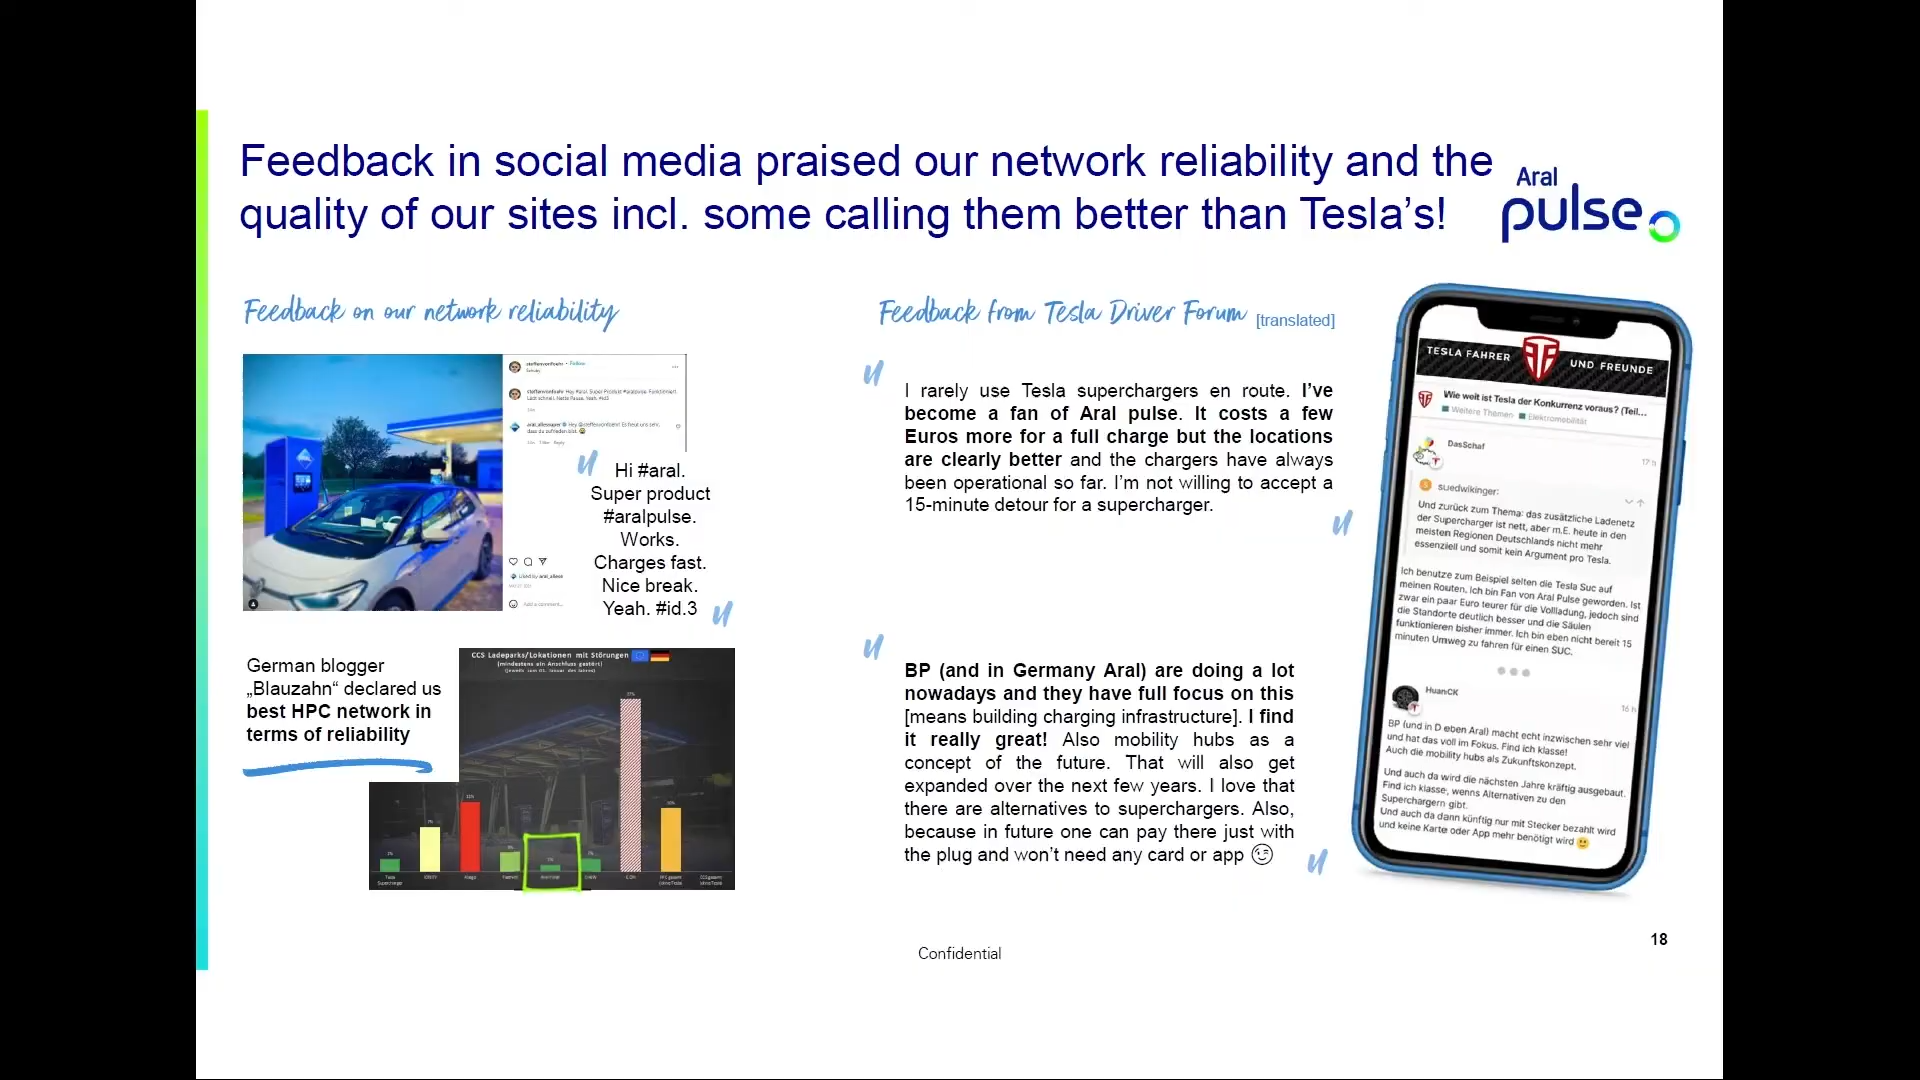 Feedback in social media praised our network reliability and the
quality of our sites incl. some calling them better than Tesla's!
Aral
pulse
Feedback on our network reliability
steffenvonfoehr • Follow
Hi #aral.
Super product
#aralpulse.
Works.
Charges fast.
Nice break.
Yeah. #id.3
German blogger
„Blauzahn“ declared us
best HPC network in
terms of reliability
CCS Ladeparks/Lokationen mit Störungen
(mindestens ein Anschluss gestört)
Tesla
Supercharger
IONITY
Feedback from Tesla Driver Forum [translated]
I rarely use Tesla superchargers en route. I've
become a fan of Aral pulse. It costs a few
Euros more for a full charge but the locations
are clearly better and the chargers have always
been operational so far. I'm not willing to accept a
15-minute detour for a supercharger.
BP (and in Germany Aral) are doing a lot
nowadays and they have full focus on this
[means building charging infrastructure]. I find
it really great! Also mobility hubs as a
concept of the future. That will also get
expanded over the next few years. I love that
there are alternatives to superchargers. Also,
because in future one can pay there just with
the plug and won't need any card or app 😉
TESLA FAHRER UND FREUNDE
Wie weit ist Tesla der Konkurrenz voraus? (Teil...
Weitere Themen Elektromobilität
DasSchaf
17 h
suedwikinger:
Und zurück zum Thema: das zusätzliche Ladenetz
der Supercharger ist nett, aber m.E. heute in den
meisten Regionen Deutschlands nicht mehr
essenziell und somit kein Argument pro Tesla.
Ich benutze zum Beispiel selten die Tesla Suc auf
meinen Routen. Ich bin Fan von Aral Pulse geworden. Ist
zwar ein paar Euro teurer für die Vollladung, jedoch sind
die Standorte deutlich besser und die Säulen
funktionieren bisher immer. Ich bin eben nicht bereit 15
minuten Umweg zu fahren für einen SUC.
HuanCK
16 h
BP (und in D eben Aral) macht echt inzwischen sehr viel
und hat das voll im Fokus. Find ich klasse!
Auch die mobility hubs als Zukunftskonzept.
Und auch da wird die nächsten Jahre kräftig ausgebaut.
Find ich klasse, wenns Alternativen zu den
Superchargern gibt.
Und auch da dann künftig nur mit Stecker bezahlt wird
und keine Karte oder App mehr benötigt wird 🙂
Confidential
18